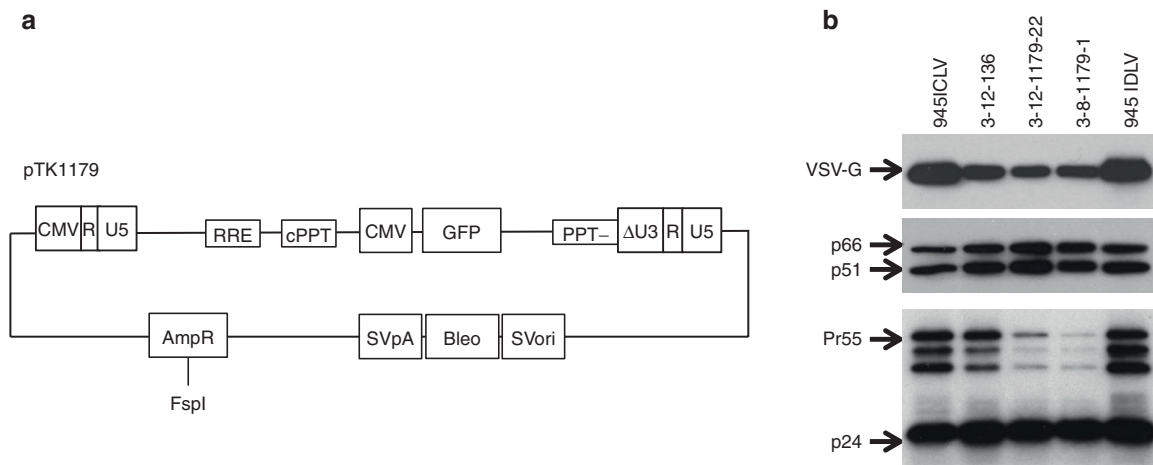 a
pTK1179
CMV R U5
RRE
cPPT
CMV
GFP
PPT–
ΔU3 R U5
AmpR
SVpA
Bleo
SVori
FspI
b
945ICLV
3-12-136
3-12-1179-22
3-8-1179-1
945 IDLV
VSV-G
p66
p51
Pr55
p24